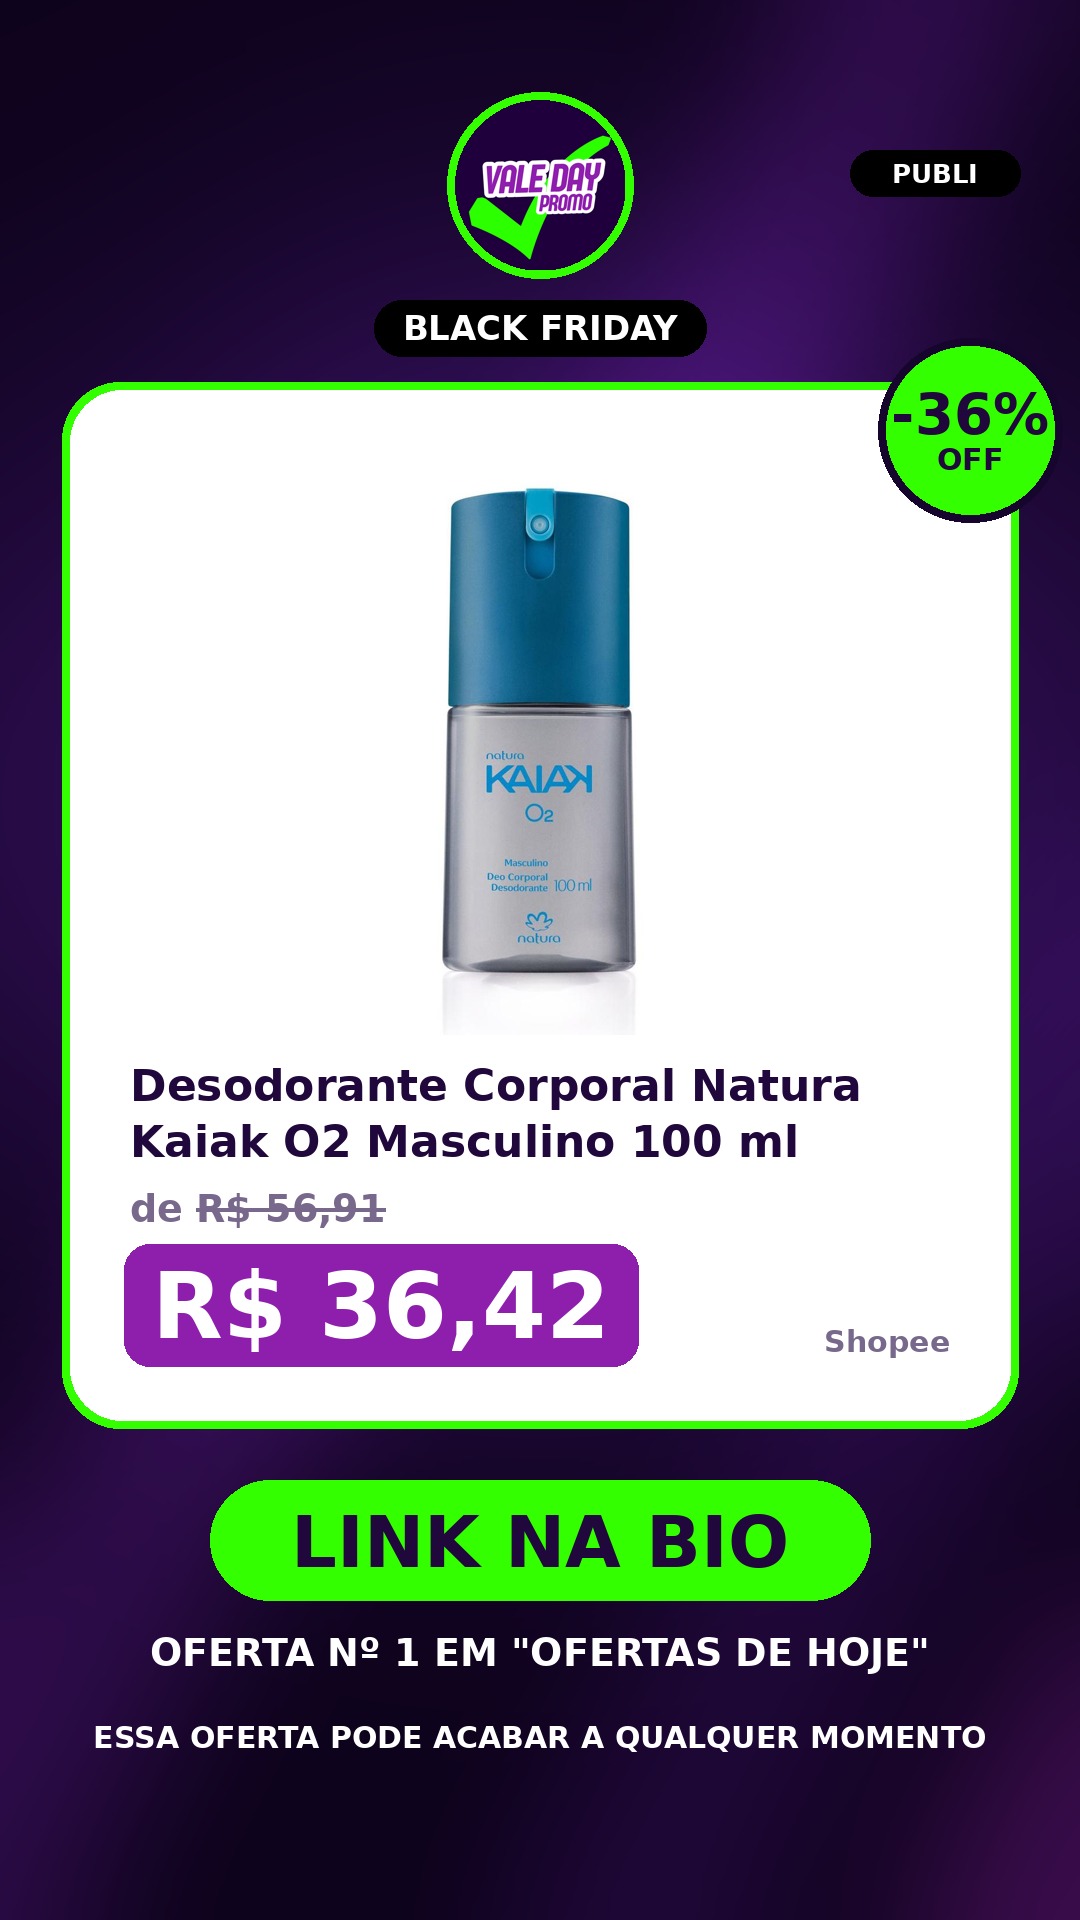 VALE DAY
PROMO
PUBLI
BLACK FRIDAY
-36%
OFF
natura
KAIAK
O2
Masculino
Deo Corporal
Desodorante 100 ml
natura
Desodorante Corporal Natura
Kaiak O2 Masculino 100 ml
de R$ 56,91
R$ 36,42
Shopee
LINK NA BIO
OFERTA Nº 1 EM "OFERTAS DE HOJE"
ESSA OFERTA PODE ACABAR A QUALQUER MOMENTO